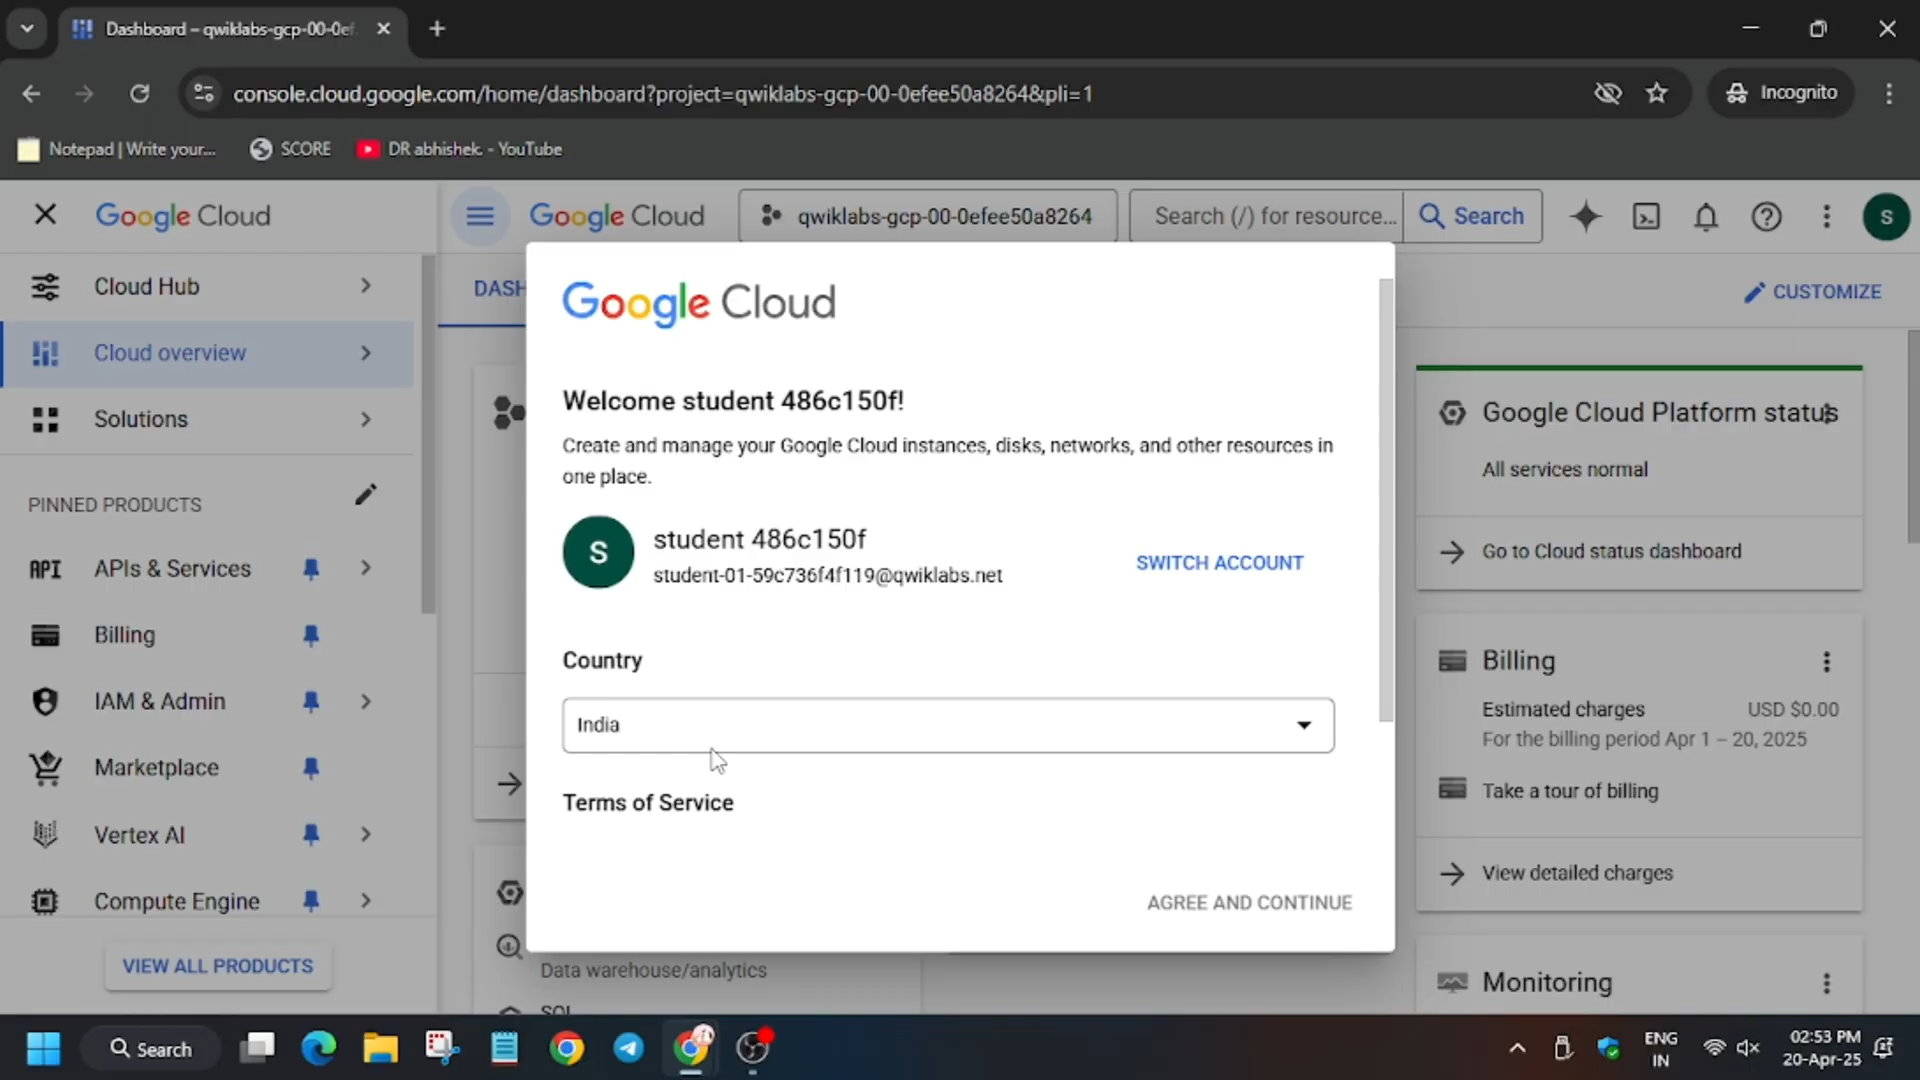 Dashboard – qwiklabs-gcp-00-0ef
console.cloud.google.com/home/dashboard?project=qwiklabs-gcp-00-0efee50a8264&pli=1
Incognito
Notepad | Write your...
SCORE
DR abhishek. - YouTube
Google Cloud
Google Cloud
qwiklabs-gcp-00-0efee50a8264
Search (/) for resource...
Search
S
Cloud Hub
Cloud overview
Solutions
PINNED PRODUCTS
API
APIs & Services
Billing
IAM & Admin
Marketplace
Vertex AI
Compute Engine
VIEW ALL PRODUCTS
DASH
CUSTOMIZE
Google Cloud
Welcome student 486c150f!
Create and manage your Google Cloud instances, disks, networks, and other resources in
one place.
S
student 486c150f
student-01-59c736f4f119@qwiklabs.net
SWITCH ACCOUNT
Country
India
Terms of Service
AGREE AND CONTINUE
Data warehouse/analytics
SQL
Google Cloud Platform status
All services normal
Go to Cloud status dashboard
Billing
Estimated charges
USD $0.00
For the billing period Apr 1 – 20, 2025
Take a tour of billing
View detailed charges
Monitoring
Search
ENG
IN
02:53 PM
20-Apr-25